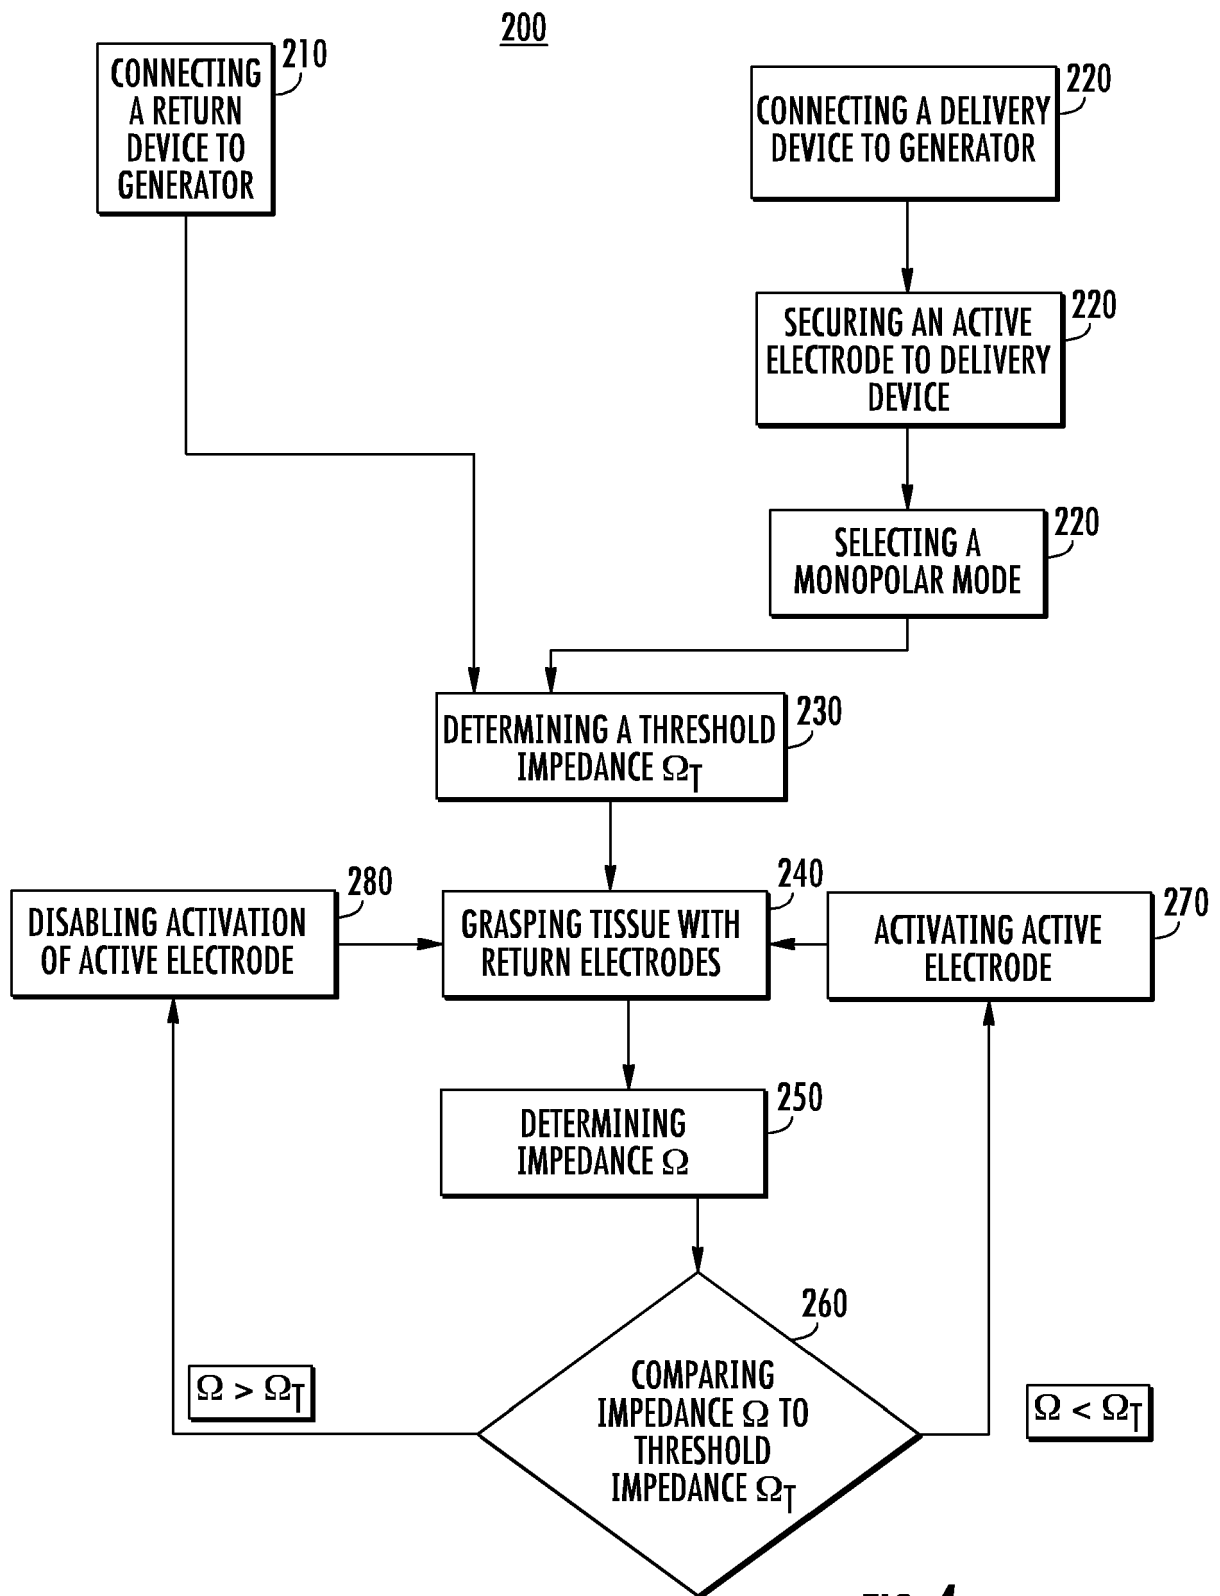 200
210
CONNECTING
A RETURN
DEVICE TO
GENERATOR
220
CONNECTING A DELIVERY
DEVICE TO GENERATOR
220
SECURING AN ACTIVE
ELECTRODE TO DELIVERY
DEVICE
220
SELECTING A
MONOPOLAR MODE
230
DETERMINING A THRESHOLD
IMPEDANCE ΩT
280
DISABLING ACTIVATION
OF ACTIVE ELECTRODE
240
GRASPING TISSUE WITH
RETURN ELECTRODES
270
ACTIVATING ACTIVE
ELECTRODE
250
DETERMINING
IMPEDANCE Ω
260
COMPARING
IMPEDANCE Ω TO
THRESHOLD
IMPEDANCE ΩT
Ω > ΩT
Ω < ΩT